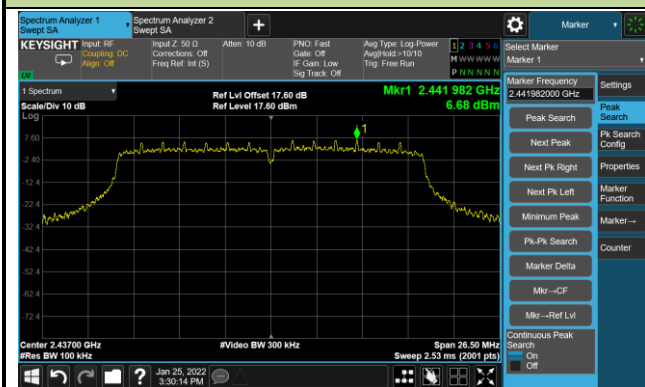 Spectrum Analyzer 1
Swept SA
Spectrum Analyzer 2
Swept SA
+
Marker
KEYSIGHT
Input: RF
Coupling: DC
Align: Off
Input Z: 50 Ω
Corrections: Off
Freq Ref: Int (S)
Atten: 10 dB
PNO: Fast
Gate: Off
IF Gain: Low
Sig Track: Off
Avg Type: Log-Power
Avg|Hold >10/10
Trig: Free Run
1 2 3 4 5 6
M W W W W W
P N N N N N
Select Marker
Marker 1
1 Spectrum
Scale/Div 10 dB
Log
Ref Lvl Offset 17.60 dB
Ref Level 17.60 dBm
Mkr1 2.441 982 GHz
6.68 dBm
1
7.60
-2.40
-12.4
-22.4
-32.4
-42.4
-52.4
-62.4
-72.4
Center 2.43700 GHz
#Res BW 100 kHz
#Video BW 300 kHz
Span 26.50 MHz
Sweep 2.53 ms (2001 pts)
Marker Frequency
2.441982000 GHz
Peak Search
Next Peak
Next Pk Right
Next Pk Left
Minimum Peak
Pk-Pk Search
Marker Delta
Mkr→CF
Mkr→Ref Lvl
Continuous Peak
Search
On
Off
Settings
Peak
Search
Pk Search
Config
Properties
Marker
Function
Marker→
Counter
?
Jan 25, 2022
3:30:14 PM